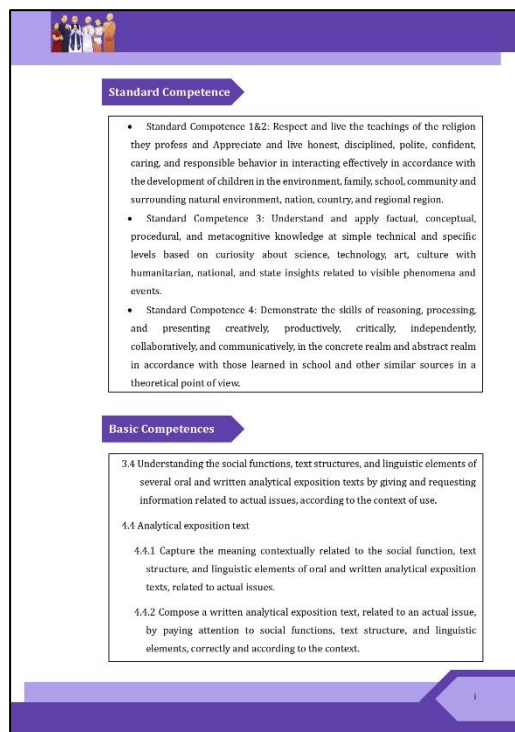 Standard Competence
• Standard Compotence 1&2: Respect and live the teachings of the religion
they profess and Appreciate and live honest, disciplined, polite, confident,
caring, and responsible behavior in interacting effectively in accordance with
the development of children in the environment, family, school, community and
surrounding natural environment, nation, country, and regional region.
• Standard Competence 3: Understand and apply factual, conceptual,
procedural, and metacognitive knowledge at simple technical and specific
levels based on curiosity about science, technology, art, culture with
humanitarian, national, and state insights related to visible phenomena and
events.
• Standard Compotence 4: Demonstrate the skills of reasoning, processing,
and presenting creatively, productively, critically, independently,
collaboratively, and communicatively, in the concrete realm and abstract realm
in accordance with those learned in school and other similar sources in a
theoretical point of view.
Basic Competences
3.4 Understanding the social functions, text structures, and linguistic elements of
several oral and written analytical exposition texts by giving and requesting
information related to actual issues, according to the context of use.
4.4 Analytical exposition text
4.4.1 Capture the meaning contextually related to the social function, text
structure, and linguistic elements of oral and written analytical exposition
texts, related to actual issues.
4.4.2 Compose a written analytical exposition text, related to an actual issue,
by paying attention to social functions, text structure, and linguistic
elements, correctly and according to the context.
i